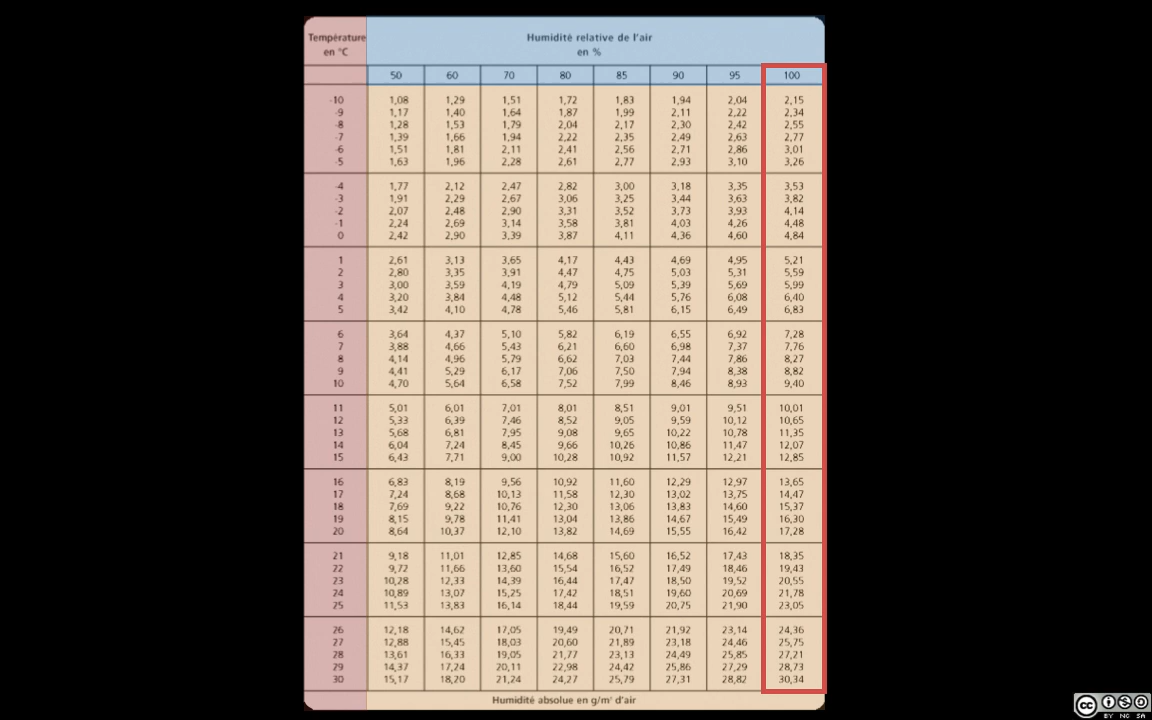 Température Humidité relative de l'air
en °C en %
50 60 70 80 85 90 95 100
-10 1,08 1,29 1,51 1,72 1,83 1,94 2,04 2,15
-9 1,17 1,40 1,64 1,87 1,99 2,11 2,22 2,34
-8 1,28 1,53 1,79 2,04 2,17 2,30 2,42 2,55
-7 1,39 1,66 1,94 2,22 2,35 2,49 2,63 2,77
-6 1,51 1,81 2,11 2,41 2,56 2,71 2,86 3,01
-5 1,63 1,96 2,28 2,61 2,77 2,93 3,10 3,26
-4 1,77 2,12 2,47 2,82 3,00 3,18 3,35 3,53
-3 1,91 2,29 2,67 3,06 3,25 3,44 3,63 3,82
-2 2,07 2,48 2,90 3,31 3,52 3,73 3,93 4,14
-1 2,24 2,69 3,14 3,58 3,81 4,03 4,26 4,48
0 2,42 2,90 3,39 3,87 4,11 4,36 4,60 4,84
1 2,61 3,13 3,65 4,17 4,43 4,69 4,95 5,21
2 2,80 3,35 3,91 4,47 4,75 5,03 5,31 5,59
3 3,00 3,59 4,19 4,79 5,09 5,39 5,69 5,99
4 3,20 3,84 4,48 5,12 5,44 5,76 6,08 6,40
5 3,42 4,10 4,78 5,46 5,81 6,15 6,49 6,83
6 3,64 4,37 5,10 5,82 6,19 6,55 6,92 7,28
7 3,88 4,66 5,43 6,21 6,60 6,98 7,37 7,76
8 4,14 4,96 5,79 6,62 7,03 7,44 7,86 8,27
9 4,41 5,29 6,17 7,06 7,50 7,94 8,38 8,82
10 4,70 5,64 6,58 7,52 7,99 8,46 8,93 9,40
11 5,01 6,01 7,01 8,01 8,51 9,01 9,51 10,01
12 5,33 6,39 7,46 8,52 9,05 9,59 10,12 10,65
13 5,68 6,81 7,95 9,08 9,65 10,22 10,78 11,35
14 6,04 7,24 8,45 9,66 10,26 10,86 11,47 12,07
15 6,43 7,71 9,00 10,28 10,92 11,57 12,21 12,85
16 6,83 8,19 9,56 10,92 11,60 12,29 12,97 13,65
17 7,24 8,68 10,13 11,58 12,30 13,02 13,75 14,47
18 7,69 9,22 10,76 12,30 13,06 13,83 14,60 15,37
19 8,15 9,78 11,41 13,04 13,86 14,67 15,49 16,30
20 8,64 10,37 12,10 13,82 14,69 15,55 16,42 17,28
21 9,18 11,01 12,85 14,68 15,60 16,52 17,43 18,35
22 9,72 11,66 13,60 15,54 16,52 17,49 18,46 19,43
23 10,28 12,33 14,39 16,44 17,47 18,50 19,52 20,55
24 10,89 13,07 15,25 17,42 18,51 19,60 20,69 21,78
25 11,53 13,83 16,14 18,44 19,59 20,75 21,90 23,05
26 12,18 14,62 17,05 19,49 20,71 21,92 23,14 24,36
27 12,88 15,45 18,03 20,60 21,89 23,18 24,46 25,75
28 13,61 16,33 19,05 21,77 23,13 24,49 25,85 27,21
29 14,37 17,24 20,11 22,98 24,42 25,86 27,29 28,73
30 15,17 18,20 21,24 24,27 25,79 27,31 28,82 30,34
Humidité absolue en g/m³ d'air
cc
BY NC SA